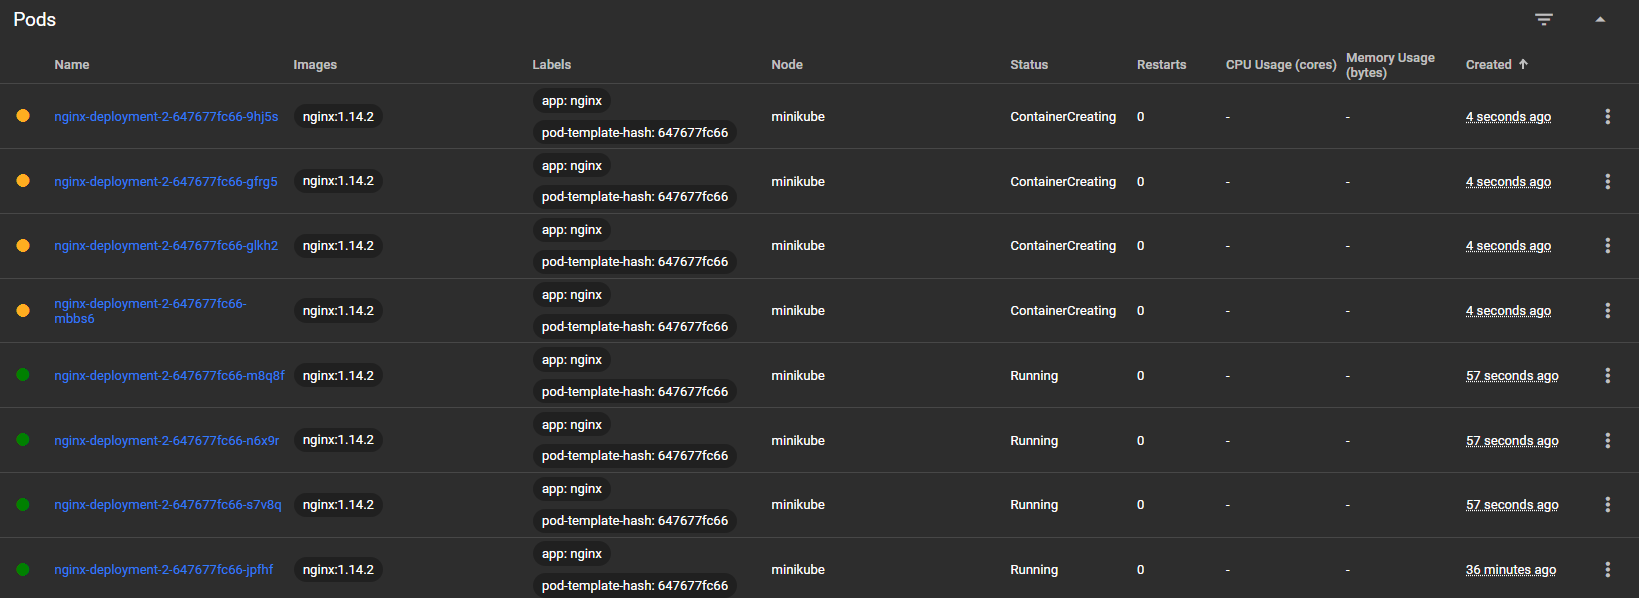 Pods
Name Images Labels Node Status Restarts CPU Usage (cores) Memory Usage (bytes) Created
nginx-deployment-2-647677fc66-9hj5s nginx:1.14.2 app: nginx pod-template-hash: 647677fc66 minikube ContainerCreating 0 - - 4 seconds ago
nginx-deployment-2-647677fc66-gfrg5 nginx:1.14.2 app: nginx pod-template-hash: 647677fc66 minikube ContainerCreating 0 - - 4 seconds ago
nginx-deployment-2-647677fc66-glkh2 nginx:1.14.2 app: nginx pod-template-hash: 647677fc66 minikube ContainerCreating 0 - - 4 seconds ago
nginx-deployment-2-647677fc66-mbbs6 nginx:1.14.2 app: nginx pod-template-hash: 647677fc66 minikube ContainerCreating 0 - - 4 seconds ago
nginx-deployment-2-647677fc66-m8q8f nginx:1.14.2 app: nginx pod-template-hash: 647677fc66 minikube Running 0 - - 57 seconds ago
nginx-deployment-2-647677fc66-n6x9r nginx:1.14.2 app: nginx pod-template-hash: 647677fc66 minikube Running 0 - - 57 seconds ago
nginx-deployment-2-647677fc66-s7v8q nginx:1.14.2 app: nginx pod-template-hash: 647677fc66 minikube Running 0 - - 57 seconds ago
nginx-deployment-2-647677fc66-jpfhf nginx:1.14.2 app: nginx pod-template-hash: 647677fc66 minikube Running 0 - - 36 minutes ago